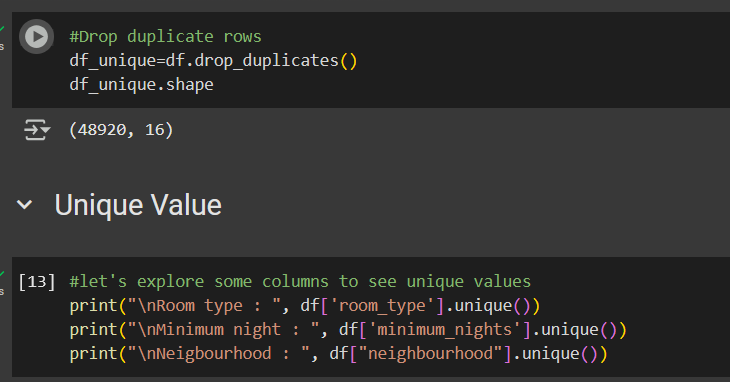 #Drop duplicate rows
df_unique=df.drop_duplicates()
df_unique.shape
(48920, 16)
Unique Value
[13] #let's explore some columns to see unique values
print("\nRoom type : ", df['room_type'].unique())
print("\nMinimum night : ", df['minimum_nights'].unique())
print("\nNeigbourhood : ", df["neighbourhood"].unique())